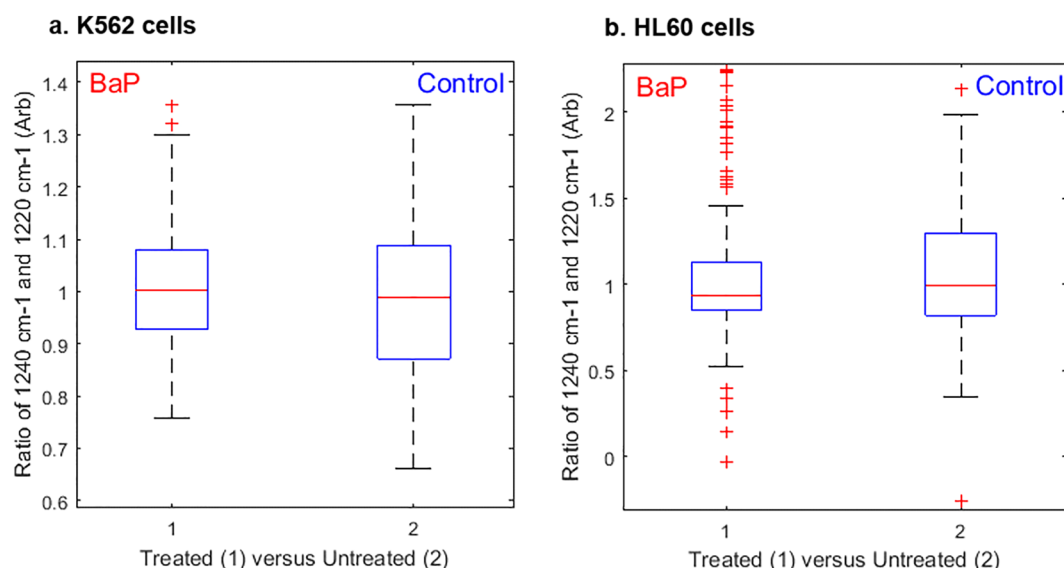 a. K562 cells
BaP
Control
1.4
1.3
1.2
1.1
1
0.9
0.8
0.7
0.6
1
2
Ratio of 1240 cm-1 and 1220 cm-1 (Arb)
Treated (1) versus Untreated (2)
b. HL60 cells
BaP
Control
2
1.5
1
0.5
0
1
2
Ratio of 1240 cm-1 and 1220 cm-1 (Arb)
Treated (1) versus Untreated (2)